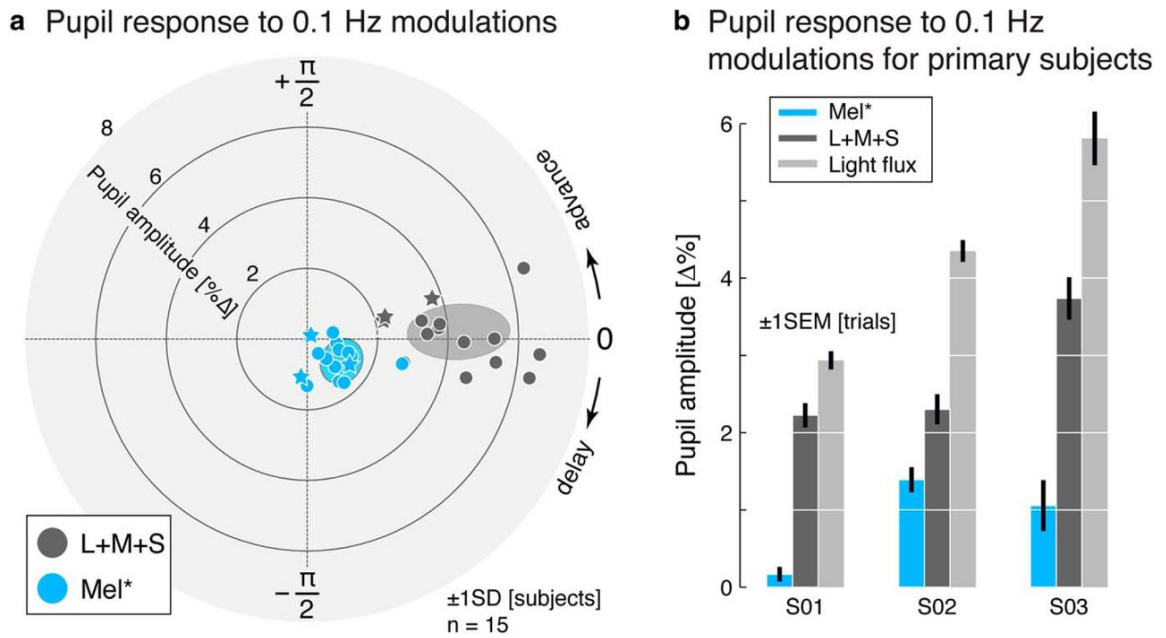 a Pupil response to 0.1 Hz modulations
+π/2
8
6
4
2
Pupil amplitude [%Δ]
advance
0
delay
−π/2
L+M+S
Mel*
±1SD [subjects]
n = 15
b Pupil response to 0.1 Hz
modulations for primary subjects
Mel*
L+M+S
Light flux
Pupil amplitude [Δ%]
6
4
2
0
±1SEM [trials]
S01 S02 S03